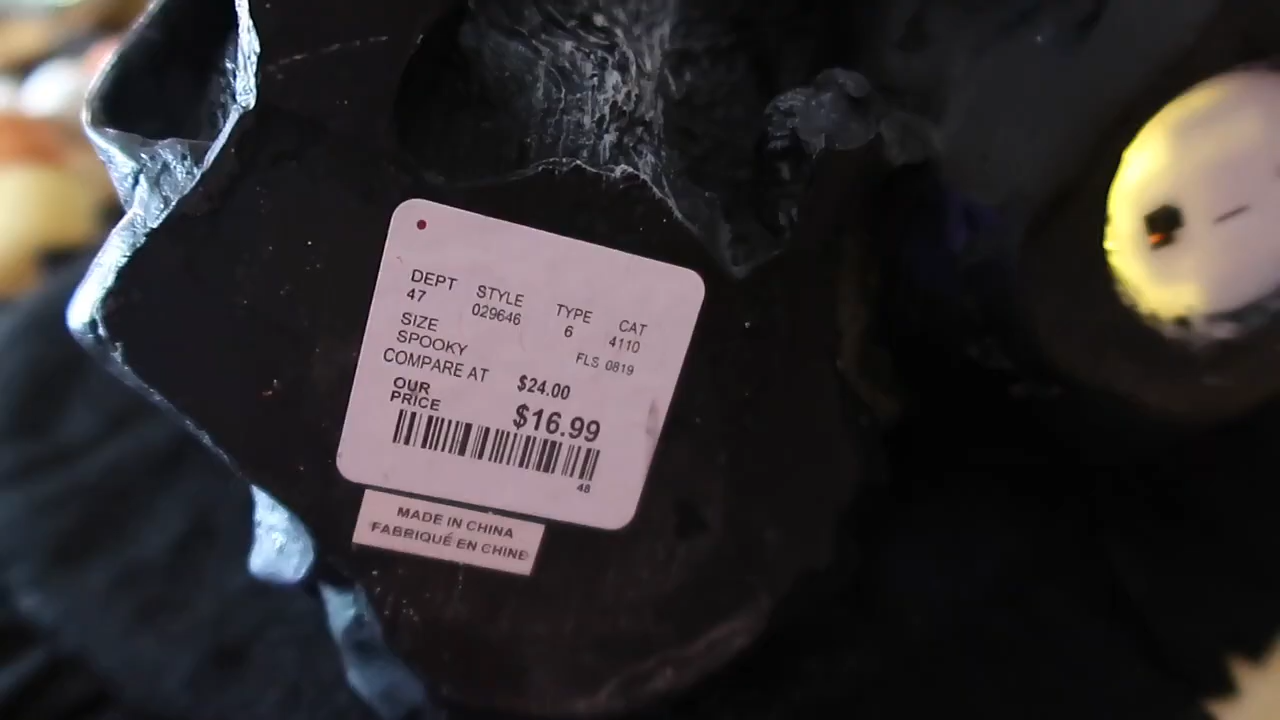 DEPT STYLE TYPE CAT
47 029646 6 4110
SIZE FLS 0819
SPOOKY
COMPARE AT $24.00
OUR
PRICE $16.99
48
MADE IN CHINA
FABRIQUÉ EN CHINE